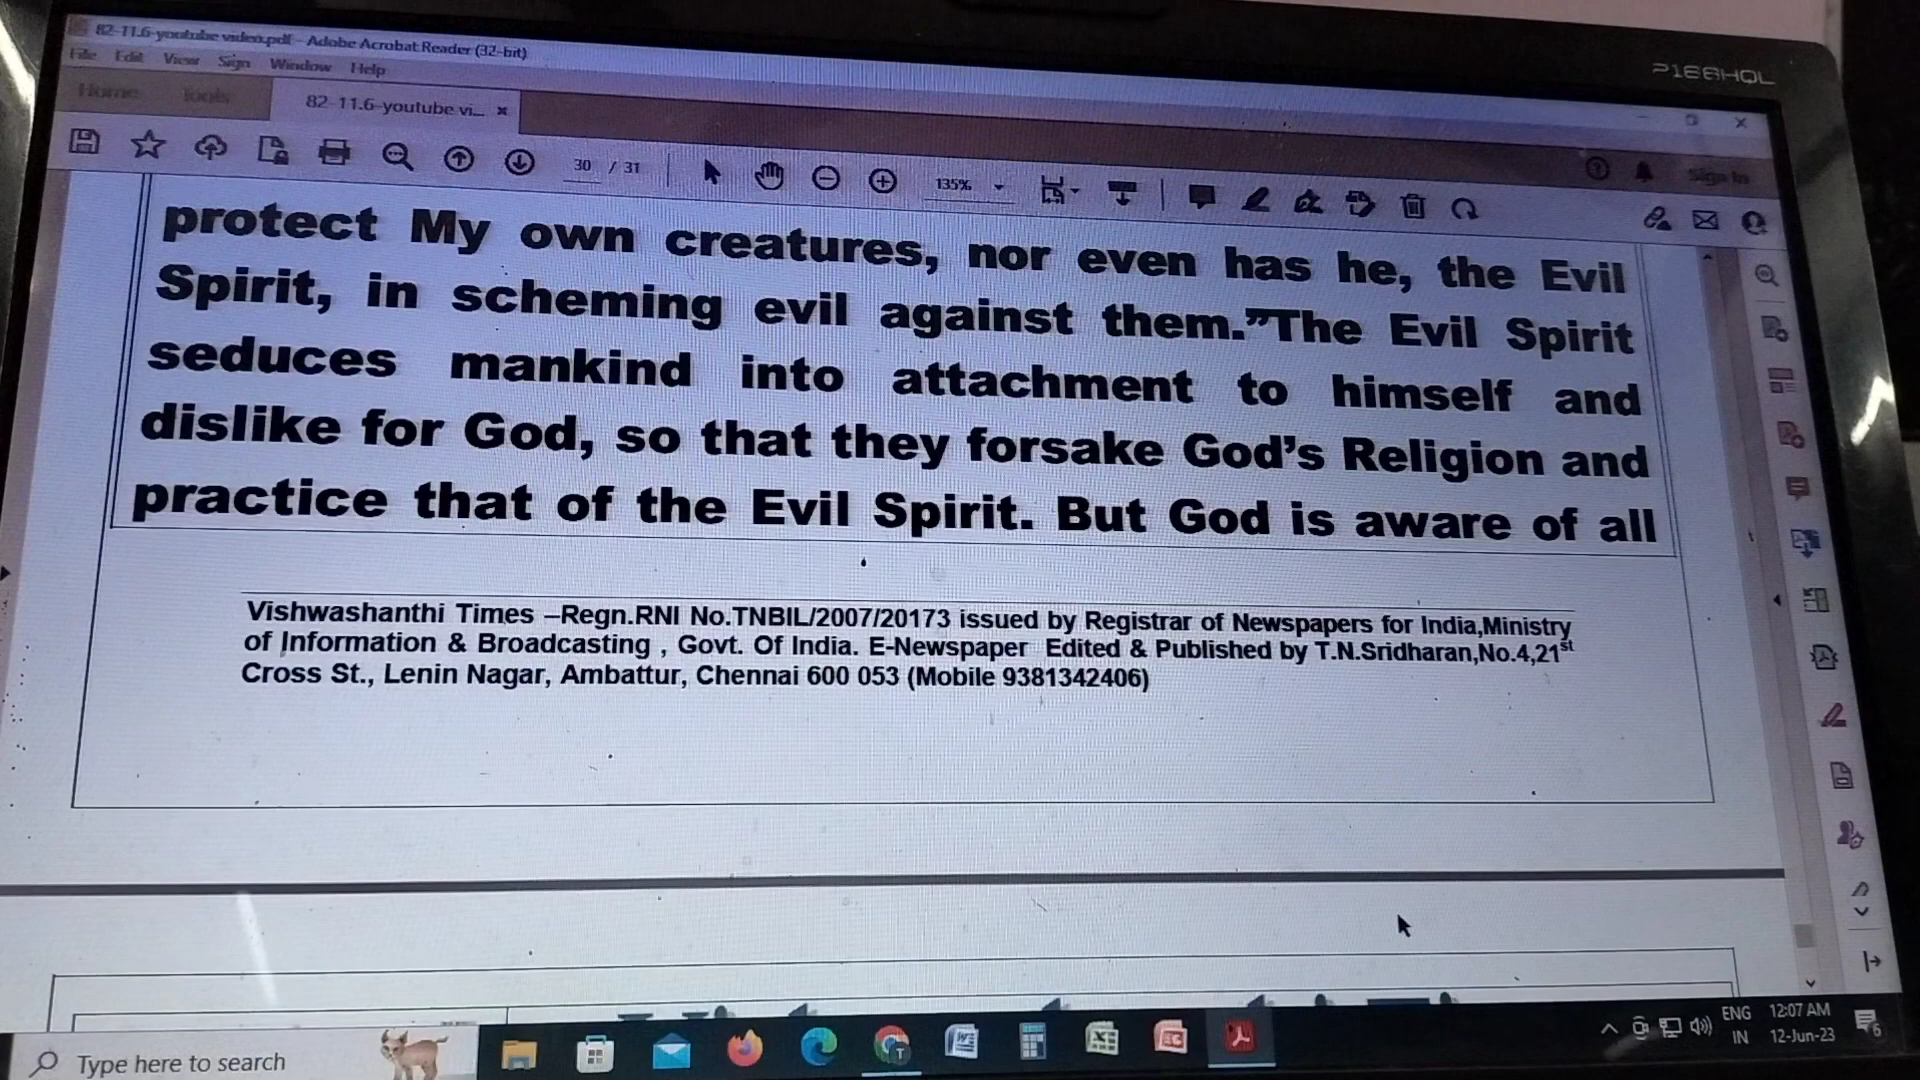 82-11.6-youtube video.pdf - Adobe Acrobat Reader (32-bit)
File Edit View Sign Window Help
P166HQL
Home Tools
82-11.6-youtube vi... x
30 / 31
135%
Sign In
protect My own creatures, nor even has he, the Evil
Spirit, in scheming evil against them.”The Evil Spirit
seduces mankind into attachment to himself and
dislike for God, so that they forsake God’s Religion and
practice that of the Evil Spirit. But God is aware of all
Vishwashanthi Times –Regn.RNI No.TNBIL/2007/20173 issued by Registrar of Newspapers for India,Ministry
of Information & Broadcasting , Govt. Of India. E-Newspaper Edited & Published by T.N.Sridharan,No.4,21st
Cross St., Lenin Nagar, Ambattur, Chennai 600 053 (Mobile 9381342406)
Type here to search
ENG 12:07 AM
IN 12-Jun-23
6